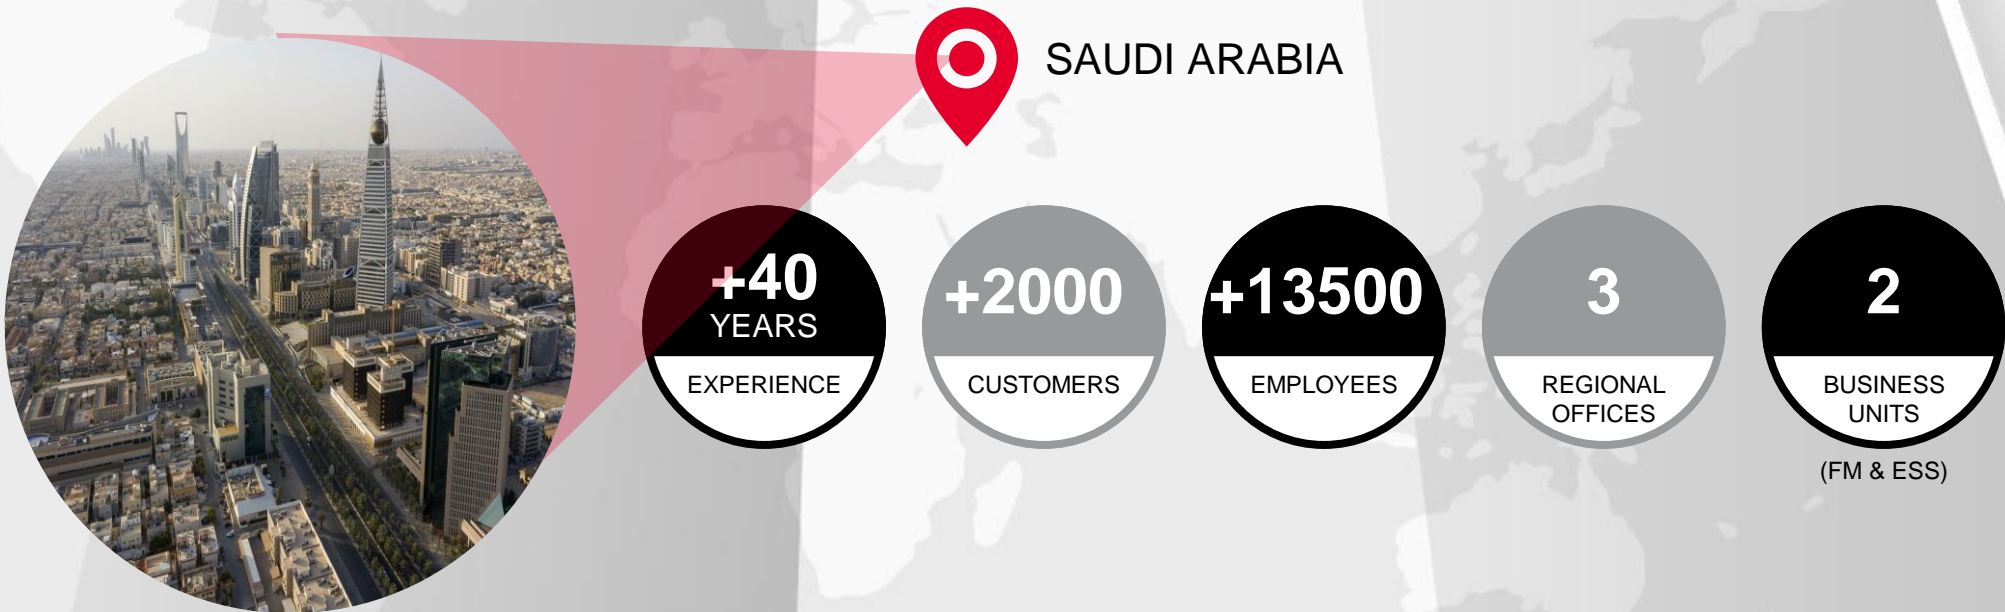 SAUDI ARABIA
+40
YEARS
EXPERIENCE
+2000
CUSTOMERS
+13500
EMPLOYEES
3
REGIONAL
OFFICES
2
BUSINESS
UNITS
(FM & ESS)